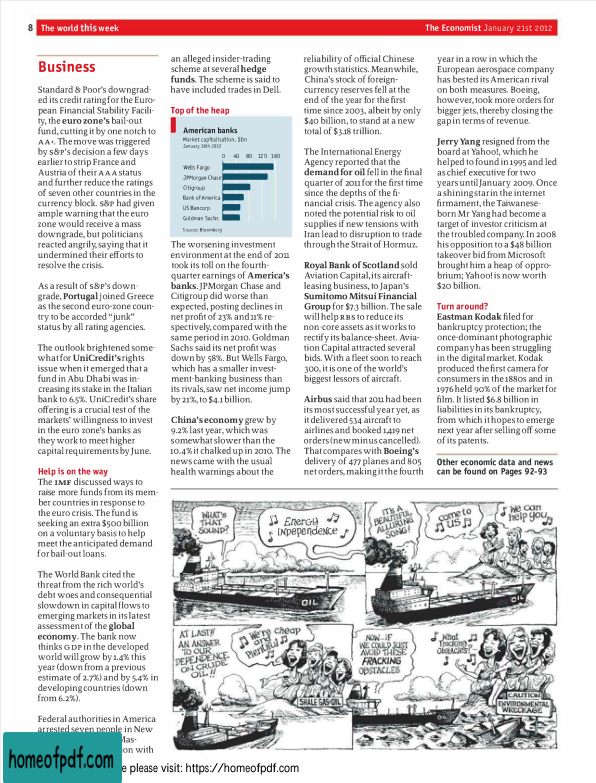 8 The world this week
The Economist January 21st 2012
Business
Standard & Poor's downgrad-
ed its credit rating for the Euro-
pean Financial Stability Facili-
ty, the euro zone's bail-out
fund, cutting it by one notch to
AA+. The move was triggered
by S&P's decision a few days
earlier to strip France and
Austria of their AAA status
and further reduce the ratings
of seven other countries in the
currency block. S&P had given
ample warning that the euro
zone would receive a mass
downgrade, but politicians
reacted angrily, saying that it
undermined their efforts to
resolve the crisis.
As a result of S&P's down-
grade, Portugal joined Greece
as the second euro-zone coun-
try to be accorded "junk"
status by all rating agencies.
The outlook brightened some-
what for UniCredit's rights
issue when it emerged that a
fund in Abu Dhabi was in-
creasing its stake in the Italian
bank to 6.5%. UniCredit's share
offering is a crucial test of the
markets' willingness to invest
in the euro zone's banks as
they work to meet higher
capital requirements by June.
Help is on the way
The IMF discussed ways to
raise more funds from its mem-
ber countries in response to
the euro crisis. The fund is
seeking an extra $500 billion
on a voluntary basis to help
meet the anticipated demand
for bail-out loans.
The World Bank cited the
threat from the rich world's
debt woes and consequential
slowdown in capital flows to
emerging markets in its latest
assessment of the global
economy. The bank now
thinks GDP in the developed
world will grow by 1.4% this
year (down from a previous
estimate of 2.7%) and by 5.4% in
developing countries (down
from 6.2%).
Federal authorities in America
arrested seven people in New
Mas-
on with
an alleged insider-trading
scheme at several hedge
funds. The scheme is said to
have included trades in Dell.
Top of the heap
American banks
Market capitalisation, $bn
January 18th 2012
0 40 80 120 160
Wells Fargo
JPMorgan Chase
Citigroup
Bank of America
US Bancorp
Goldman Sachs
Source: Bloomberg
The worsening investment
environment at the end of 2011
took its toll on the fourth-
quarter earnings of America's
banks. JPMorgan Chase and
Citigroup did worse than
expected, posting declines in
net profit of 23% and 11% re-
spectively, compared with the
same period in 2010. Goldman
Sachs said its net profit was
down by 58%. But Wells Fargo,
which has a smaller invest-
ment-banking business than
its rivals, saw net income jump
by 21%, to $4.1 billion.
China's economy grew by
9.2% last year, which was
somewhat slower than the
10.4% it chalked up in 2010. The
news came with the usual
health warnings about the
reliability of official Chinese
growth statistics. Meanwhile,
China's stock of foreign-
currency reserves fell at the
end of the year for the first
time since 2003, albeit by only
$40 billion, to stand at a new
total of $3.18 trillion.
The International Energy
Agency reported that the
demand for oil fell in the final
quarter of 2011 for the first time
since the depths of the fi-
nancial crisis. The agency also
noted the potential risk to oil
supplies if new tensions with
Iran lead to disruption to trade
through the Strait of Hormuz.
Royal Bank of Scotland sold
Aviation Capital, its aircraft-
leasing business, to Japan's
Sumitomo Mitsui Financial
Group for $7.3 billion. The sale
will help RBS to reduce its
non-core assets as it works to
rectify its balance-sheet. Avia-
tion Capital attracted several
bids. With a fleet soon to reach
300, it is one of the world's
biggest lessors of aircraft.
Airbus said that 2011 had been
its most successful year yet, as
it delivered 534 aircraft to
airlines and booked 1,419 net
orders (new minus cancelled).
That compares with Boeing's
delivery of 477 planes and 805
net orders, making it the fourth
year in a row in which the
European aerospace company
has bested its American rival
on both measures. Boeing,
however, took more orders for
bigger jets, thereby closing the
gap in terms of revenue.
Jerry Yang resigned from the
board at Yahoo!, which he
helped to found in 1995 and led
as chief executive for two
years until January 2009. Once
a shining star in the internet
firmament, the Taiwanese-
born Mr Yang had become a
target of investor criticism at
the troubled company. In 2008
his opposition to a $48 billion
takeover bid from Microsoft
brought him a heap of oppro-
brium; Yahoo! is now worth
$20 billion.
Turn around?
Eastman Kodak filed for
bankruptcy protection; the
once-dominant photographic
company has been struggling
in the digital market. Kodak
produced the first camera for
consumers in the 1880s and in
1976 held 90% of the market for
film. It listed $6.8 billion in
liabilities in its bankruptcy,
from which it hopes to emerge
next year after selling off some
of its patents.
Other economic data and news
can be found on Pages 92-93
WHAT'S
THAT
SOUND?
Energy
INDEPENDENCE
OIL
IT'S A
BEAUTIFUL
ALLURING
SONG!
come to
US
We can
help you
OIL
AT LAST!!
AN ANSWER
TO OUR
DEPENDENCE
ON CRUDE
OIL!!
We're cheap
and
Plentiful
SHALE GAS·OIL
NOW...IF
WE COULD JUST
AVOID THESE
FRACKING
OBSTACLES
What
Fracking
Obstacles?
CAUTION
ENVIRONMENTAL
WRECKAGE
OIL
homeofpdf.com
e please visit: https://homeofpdf.com